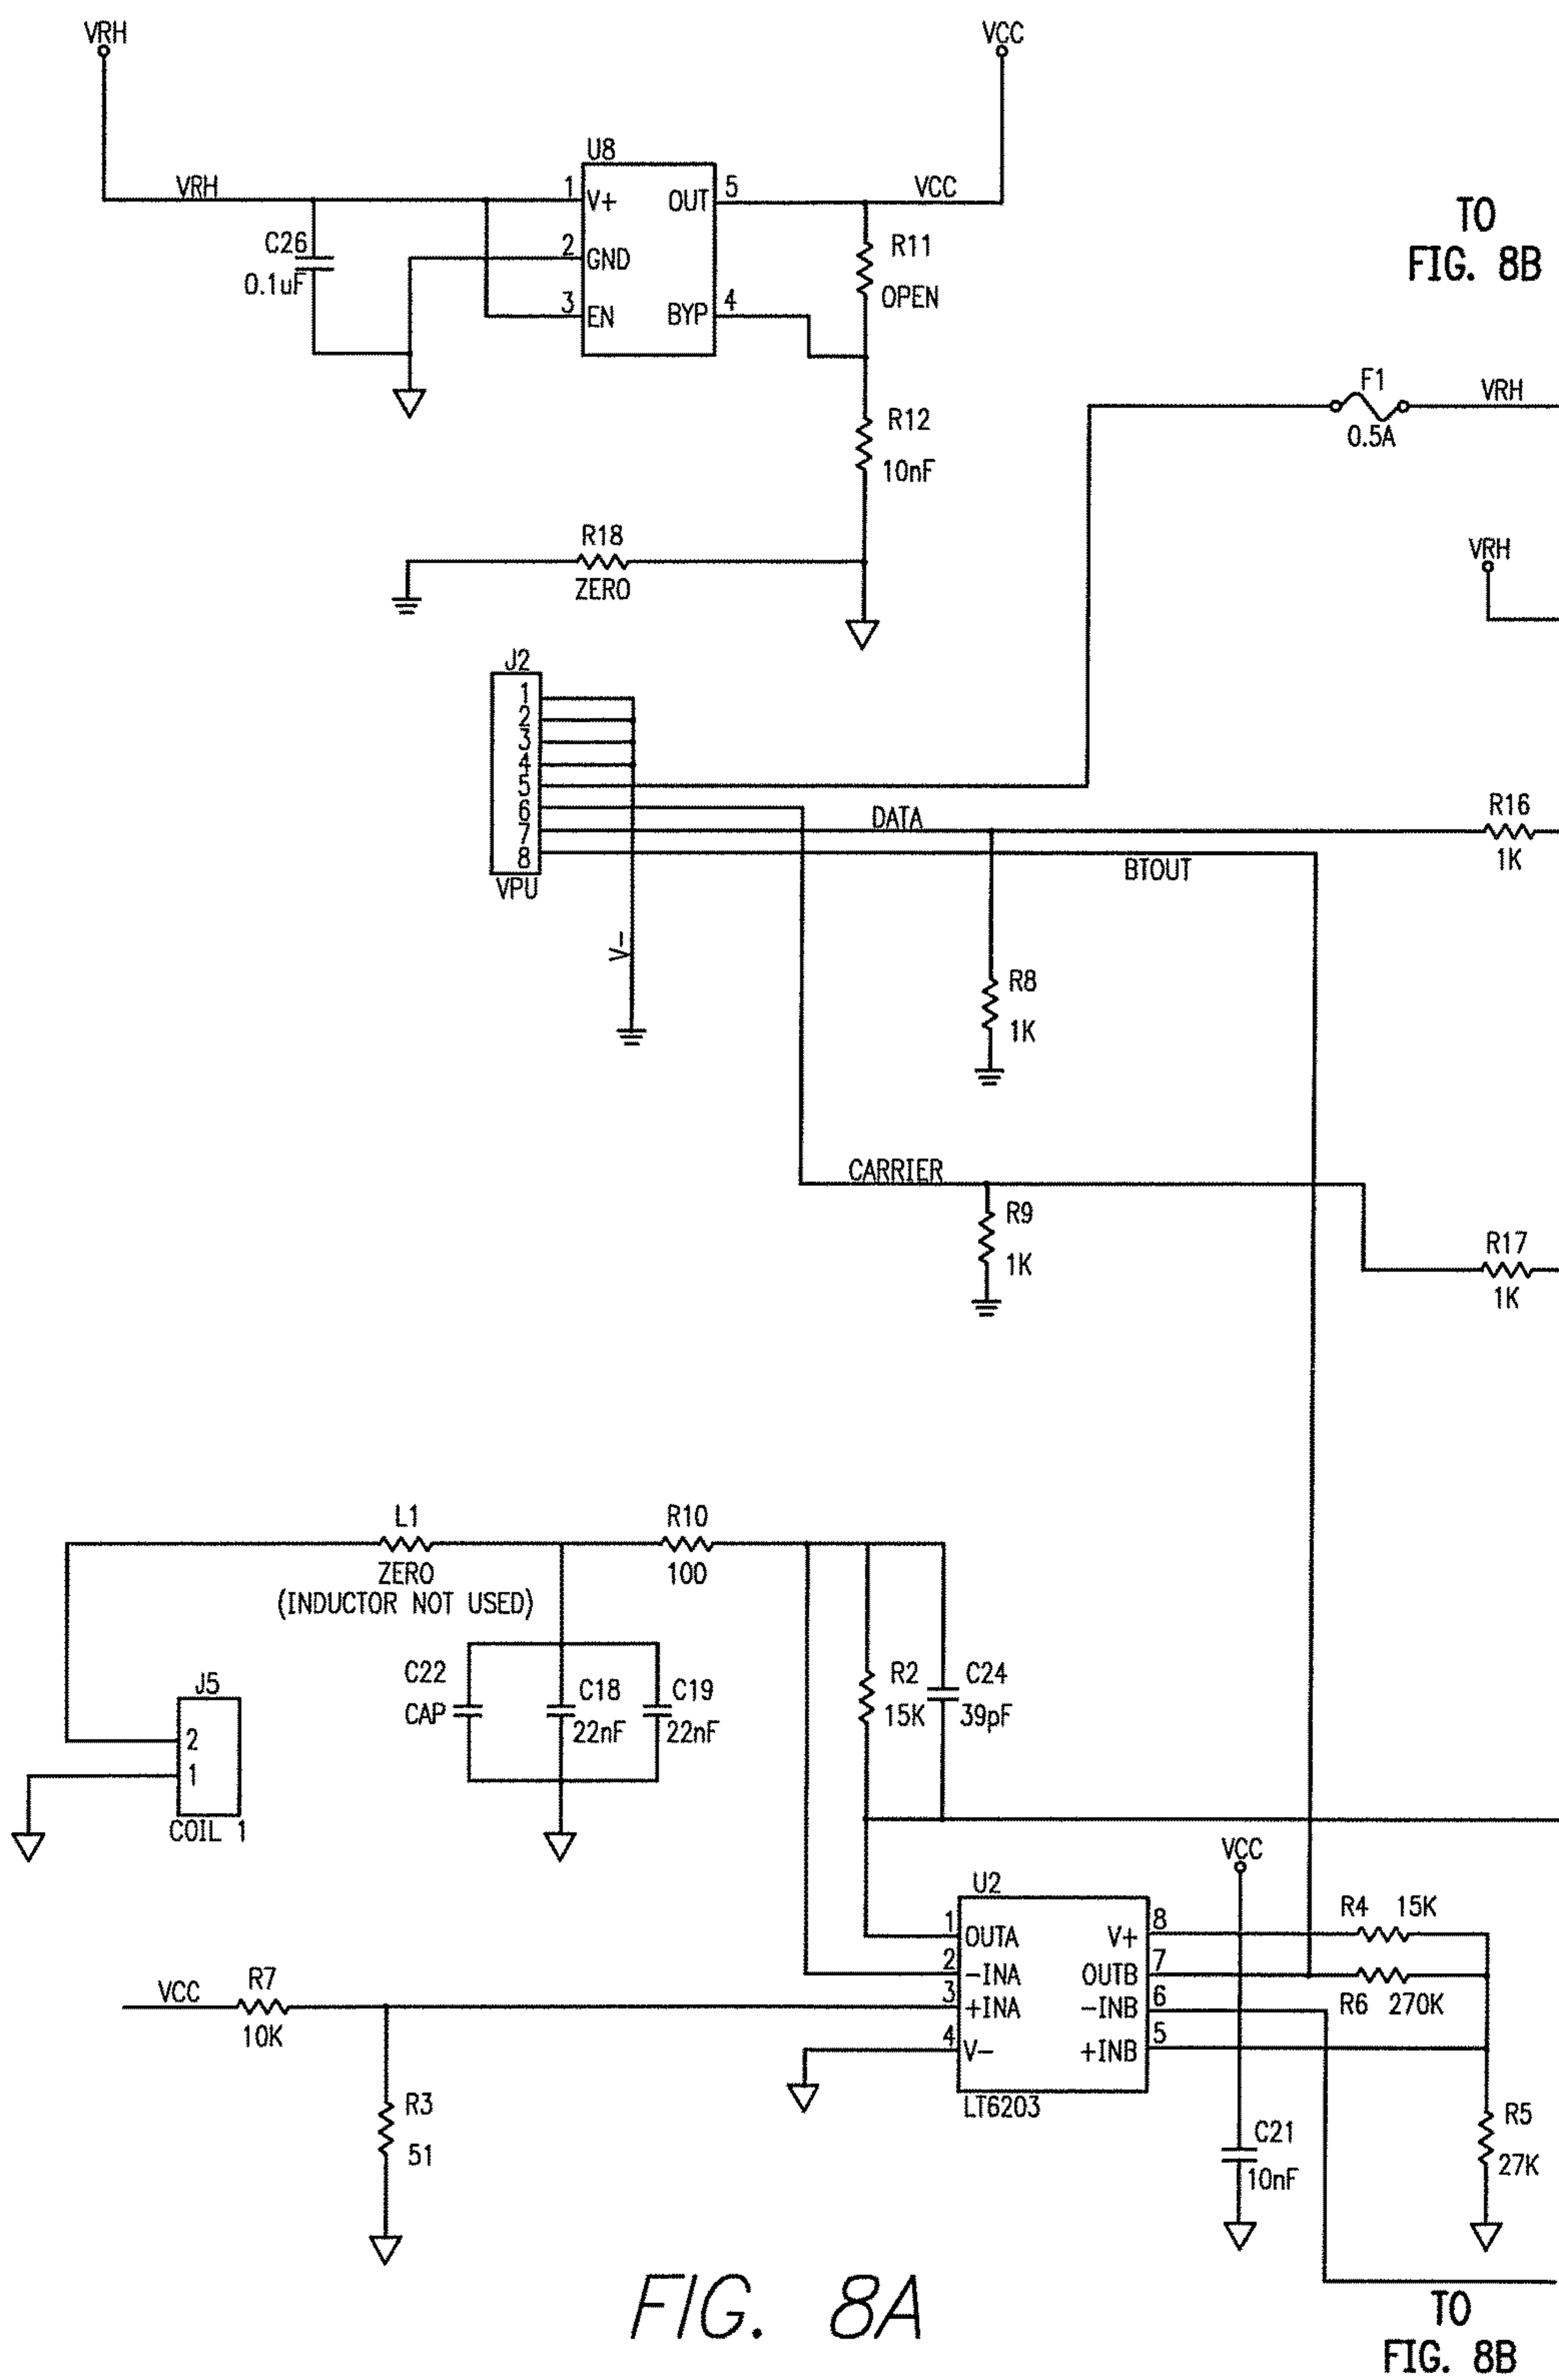 VRH
VCC
U8
VRH
1
V+
OUT
5
VCC
TO
FIG. 8B
C26
0.1uF
2
GND
R11
OPEN
3
EN
BYP
4
F1
0.5A
VRH
R12
10nF
R18
ZERO
VRH
J2
1
2
3
4
5
6
7
8
VPU
DATA
BTOUT
R16
1K
V-
R8
1K
CARRIER
R9
1K
R17
1K
L1
ZERO
(INDUCTOR NOT USED)
R10
100
C22
CAP
C18
22nF
C19
22nF
R2
15K
C24
39pF
J5
2
1
COIL 1
VCC
U2
1
OUTA
2
-INA
3
+INA
4
V-
V+
8
OUTB
7
-INB
6
+INB
5
LT6203
R4 15K
R6 270K
VCC
R7
10K
R3
51
C21
10nF
R5
27K
FIG. 8A
TO
FIG. 8B